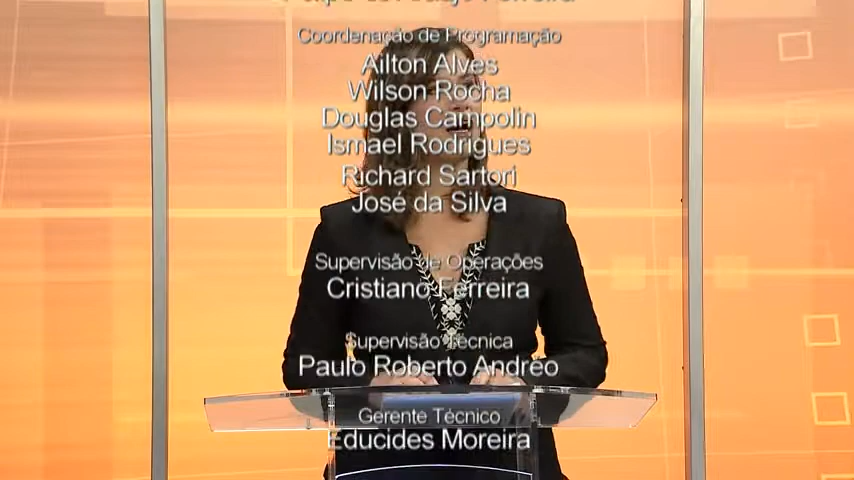 Coordenação de Programação
Ailton Alves
Wilson Rocha
Douglas Campolin
Ismael Rodrigues
Richard Sartori
José da Silva
Supervisão de Operações
Cristiano Ferreira
Supervisão Técnica
Paulo Roberto Andreo
Gerente Técnico
Educides Moreira